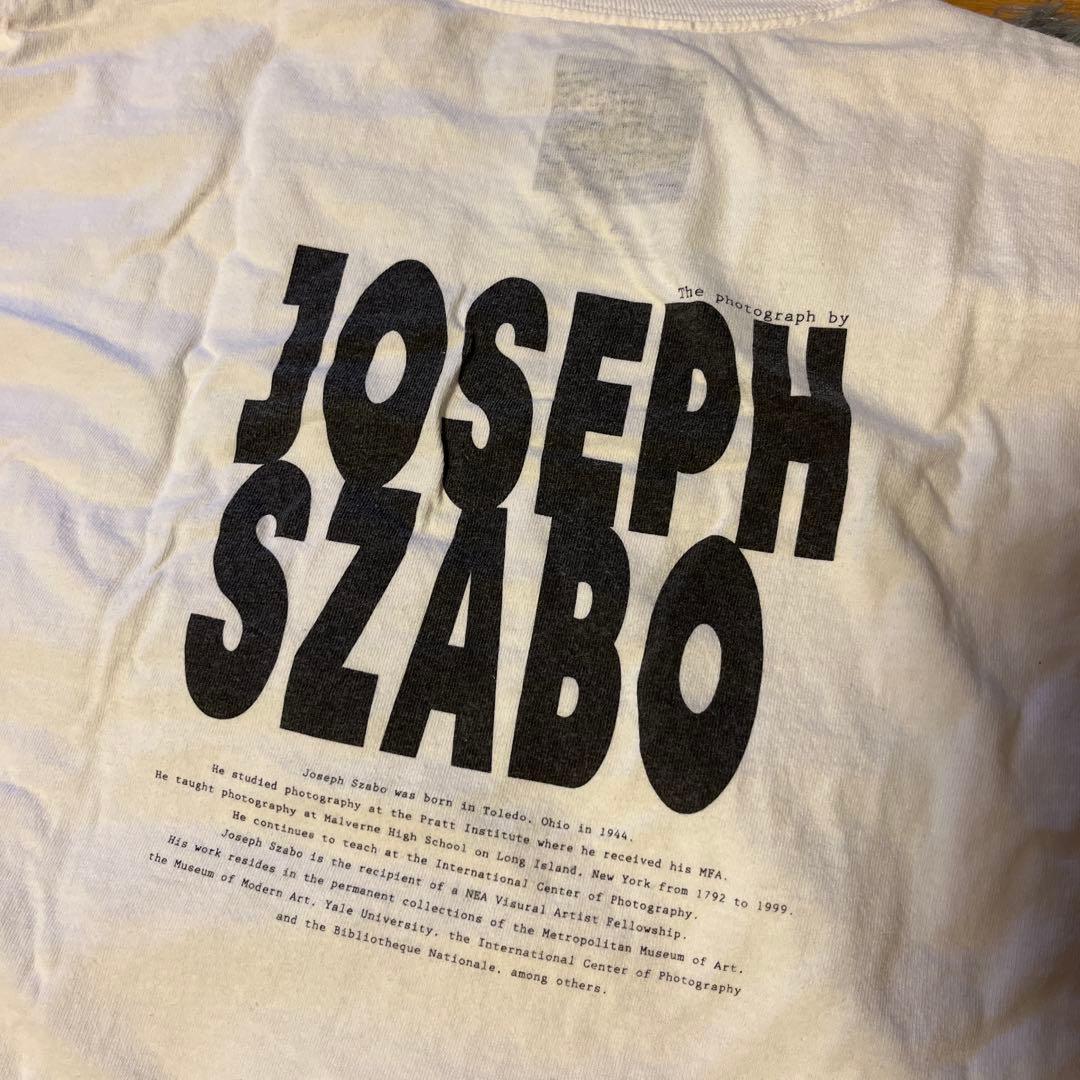 The photograph by
JOSEPH
SZABO
Joseph Szabo was born in Toledo, Ohio in 1944.
He studied photography at the Pratt Institute where he received his MFA.
He taught photography at Malverne High School on Long Island, New York from 1792 to 1999.
He continues to teach at the International Center of Photography.
Joseph Szabo is the recipient of a NEA Visural Artist Fellowship.
His work resides in the permanent collections of the Metropolitan Museum of Art,
the Museum of Modern Art, Yale University, the International Center of Photography
and the Bibliotheque Nationale, among others.